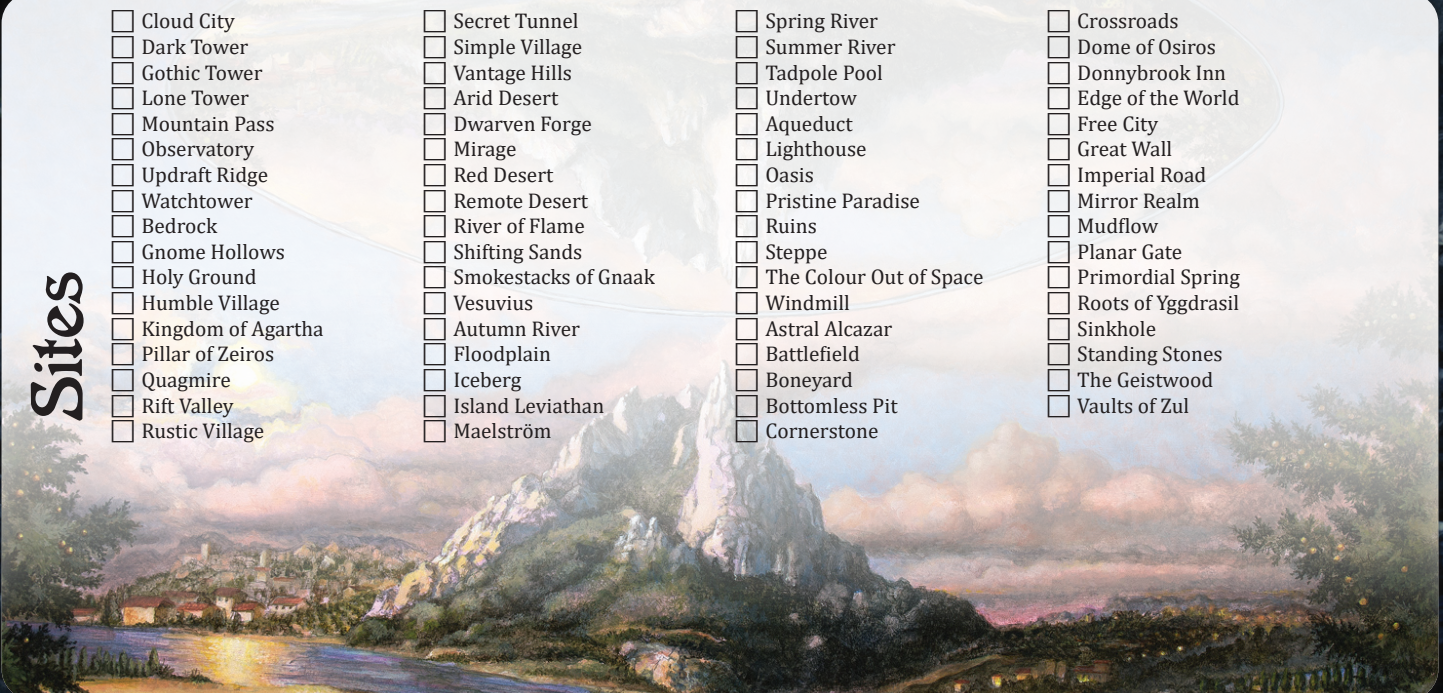 Sites
Cloud City
Dark Tower
Gothic Tower
Lone Tower
Mountain Pass
Observatory
Updraft Ridge
Watchtower
Bedrock
Gnome Hollows
Holy Ground
Humble Village
Kingdom of Agartha
Pillar of Zeiros
Quagmire
Rift Valley
Rustic Village
Secret Tunnel
Simple Village
Vantage Hills
Arid Desert
Dwarven Forge
Mirage
Red Desert
Remote Desert
River of Flame
Shifting Sands
Smokestacks of Gnaak
Vesuvius
Autumn River
Floodplain
Iceberg
Island Leviathan
Maelström
Spring River
Summer River
Tadpole Pool
Undertow
Aqueduct
Lighthouse
Oasis
Pristine Paradise
Ruins
Steppe
The Colour Out of Space
Windmill
Astral Alcazar
Battlefield
Boneyard
Bottomless Pit
Cornerstone
Crossroads
Dome of Osiros
Donnybrook Inn
Edge of the World
Free City
Great Wall
Imperial Road
Mirror Realm
Mudflow
Planar Gate
Primordial Spring
Roots of Yggdrasil
Sinkhole
Standing Stones
The Geistwood
Vaults of Zul